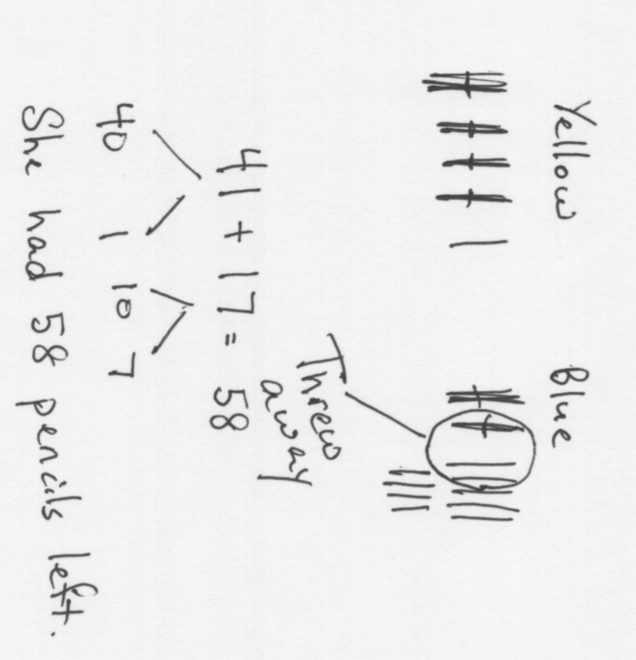 Yellow Blue
Threw
away
41 + 17 = 58
40 1 10 7
She had 58 pencils left.